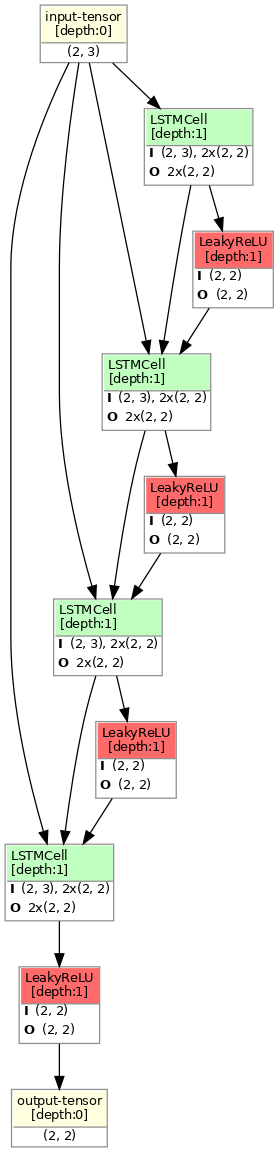 input-tensor
[depth:0]
(2, 3)
LSTMCell
[depth:1]
I (2, 3), 2x(2, 2)
O 2x(2, 2)
LeakyReLU
[depth:1]
I (2, 2)
O (2, 2)
LSTMCell
[depth:1]
I (2, 3), 2x(2, 2)
O 2x(2, 2)
LeakyReLU
[depth:1]
I (2, 2)
O (2, 2)
LSTMCell
[depth:1]
I (2, 3), 2x(2, 2)
O 2x(2, 2)
LeakyReLU
[depth:1]
I (2, 2)
O (2, 2)
LSTMCell
[depth:1]
I (2, 3), 2x(2, 2)
O 2x(2, 2)
LeakyReLU
[depth:1]
I (2, 2)
O (2, 2)
output-tensor
[depth:0]
(2, 2)